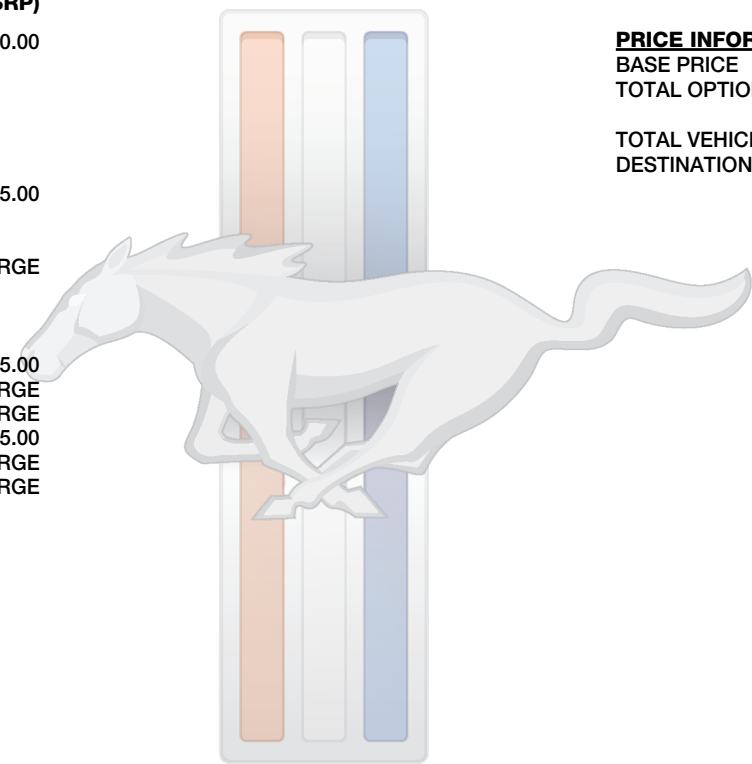 SRP)
0.00
5.00
RGE
5.00
RGE
RGE
5.00
RGE
RGE
PRICE INFOR
BASE PRICE
TOTAL OPTIO
TOTAL VEHICL
DESTINATION